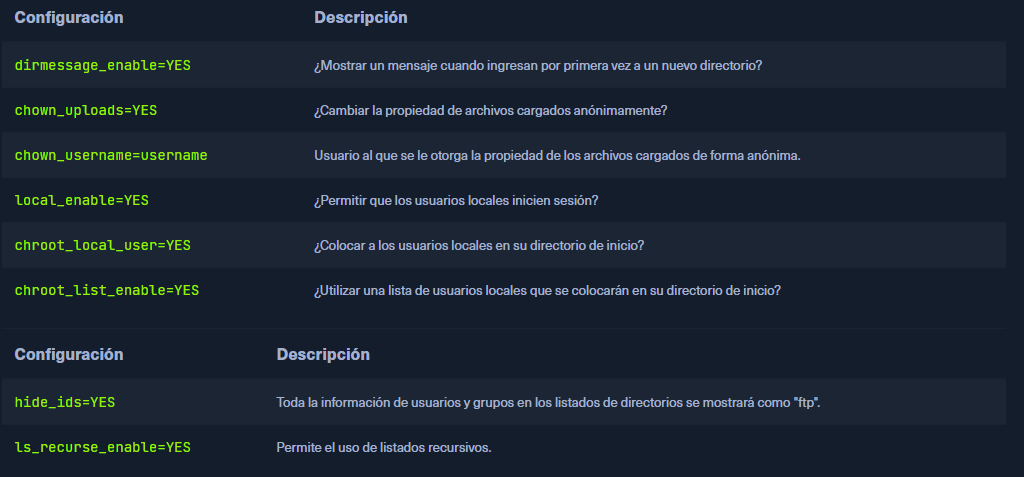 Configuración Descripción
dirmessage_enable=YES ¿Mostrar un mensaje cuando ingresan por primera vez a un nuevo directorio?
chown_uploads=YES ¿Cambiar la propiedad de archivos cargados anónimamente?
chown_username=username Usuario al que se le otorga la propiedad de los archivos cargados de forma anónima.
local_enable=YES ¿Permitir que los usuarios locales inicien sesión?
chroot_local_user=YES ¿Colocar a los usuarios locales en su directorio de inicio?
chroot_list_enable=YES ¿Utilizar una lista de usuarios locales que se colocarán en su directorio de inicio?
Configuración Descripción
hide_ids=YES Toda la información de usuarios y grupos en los listados de directorios se mostrará como "ftp".
ls_recurse_enable=YES Permite el uso de listados recursivos.